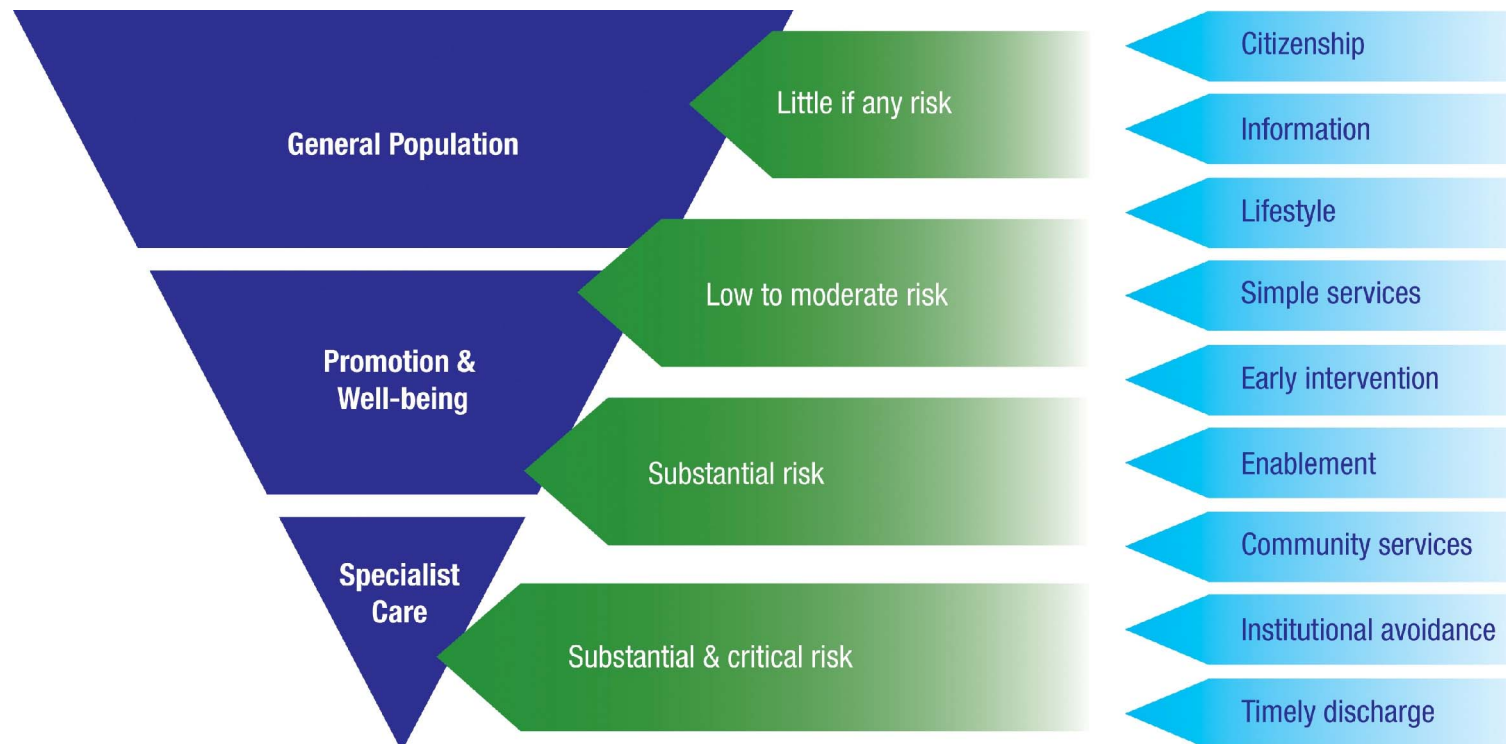 General Population
Promotion &
Well-being
Specialist
Care
Little if any risk
Low to moderate risk
Substantial risk
Substantial & critical risk
Citizenship
Information
Lifestyle
Simple services
Early intervention
Enablement
Community services
Institutional avoidance
Timely discharge